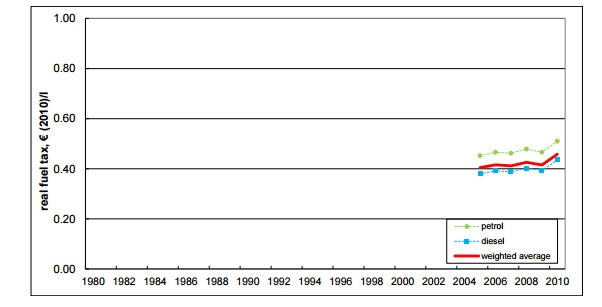 real fuel tax, € (2010)/l
1.00
0.80
0.60
0.40
0.20
0.00
1980 1982 1984 1986 1988 1990 1992 1994 1996 1998 2000 2002 2004 2006 2008 2010
petrol
diesel
weighted average